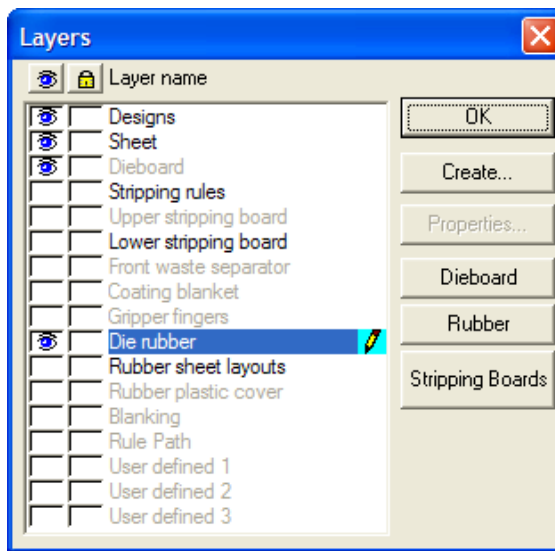 Layers
Layer name
Designs
Sheet
Dieboard
Stripping rules
Upper stripping board
Lower stripping board
Front waste separator
Coating blanket
Gripper fingers
Die rubber
Rubber sheet layouts
Rubber plastic cover
Blanking
Rule Path
User defined 1
User defined 2
User defined 3
OK
Create...
Properties...
Dieboard
Rubber
Stripping Boards